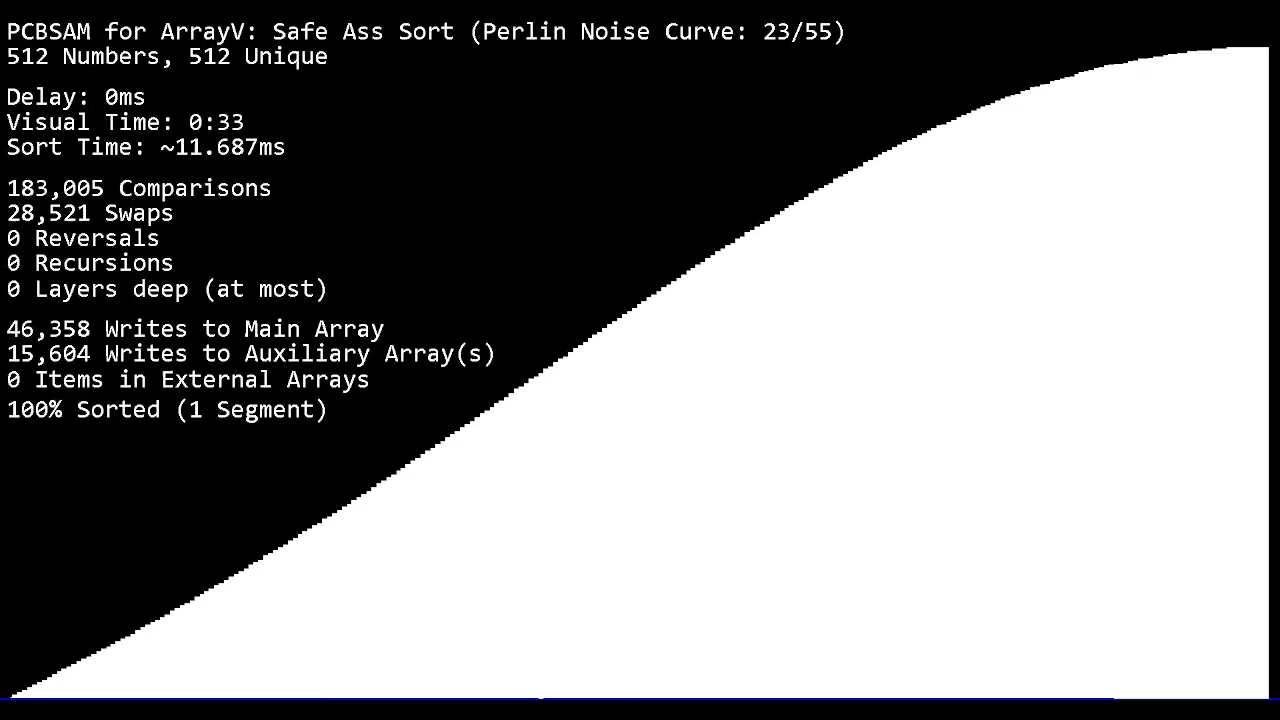 PCBSAM for ArrayV: Safe Ass Sort (Perlin Noise Curve: 23/55)
512 Numbers, 512 Unique
Delay: 0ms
Visual Time: 0:33
Sort Time: ~11.687ms
183,005 Comparisons
28,521 Swaps
0 Reversals
0 Recursions
0 Layers deep (at most)
46,358 Writes to Main Array
15,604 Writes to Auxiliary Array(s)
0 Items in External Arrays
100% Sorted (1 Segment)